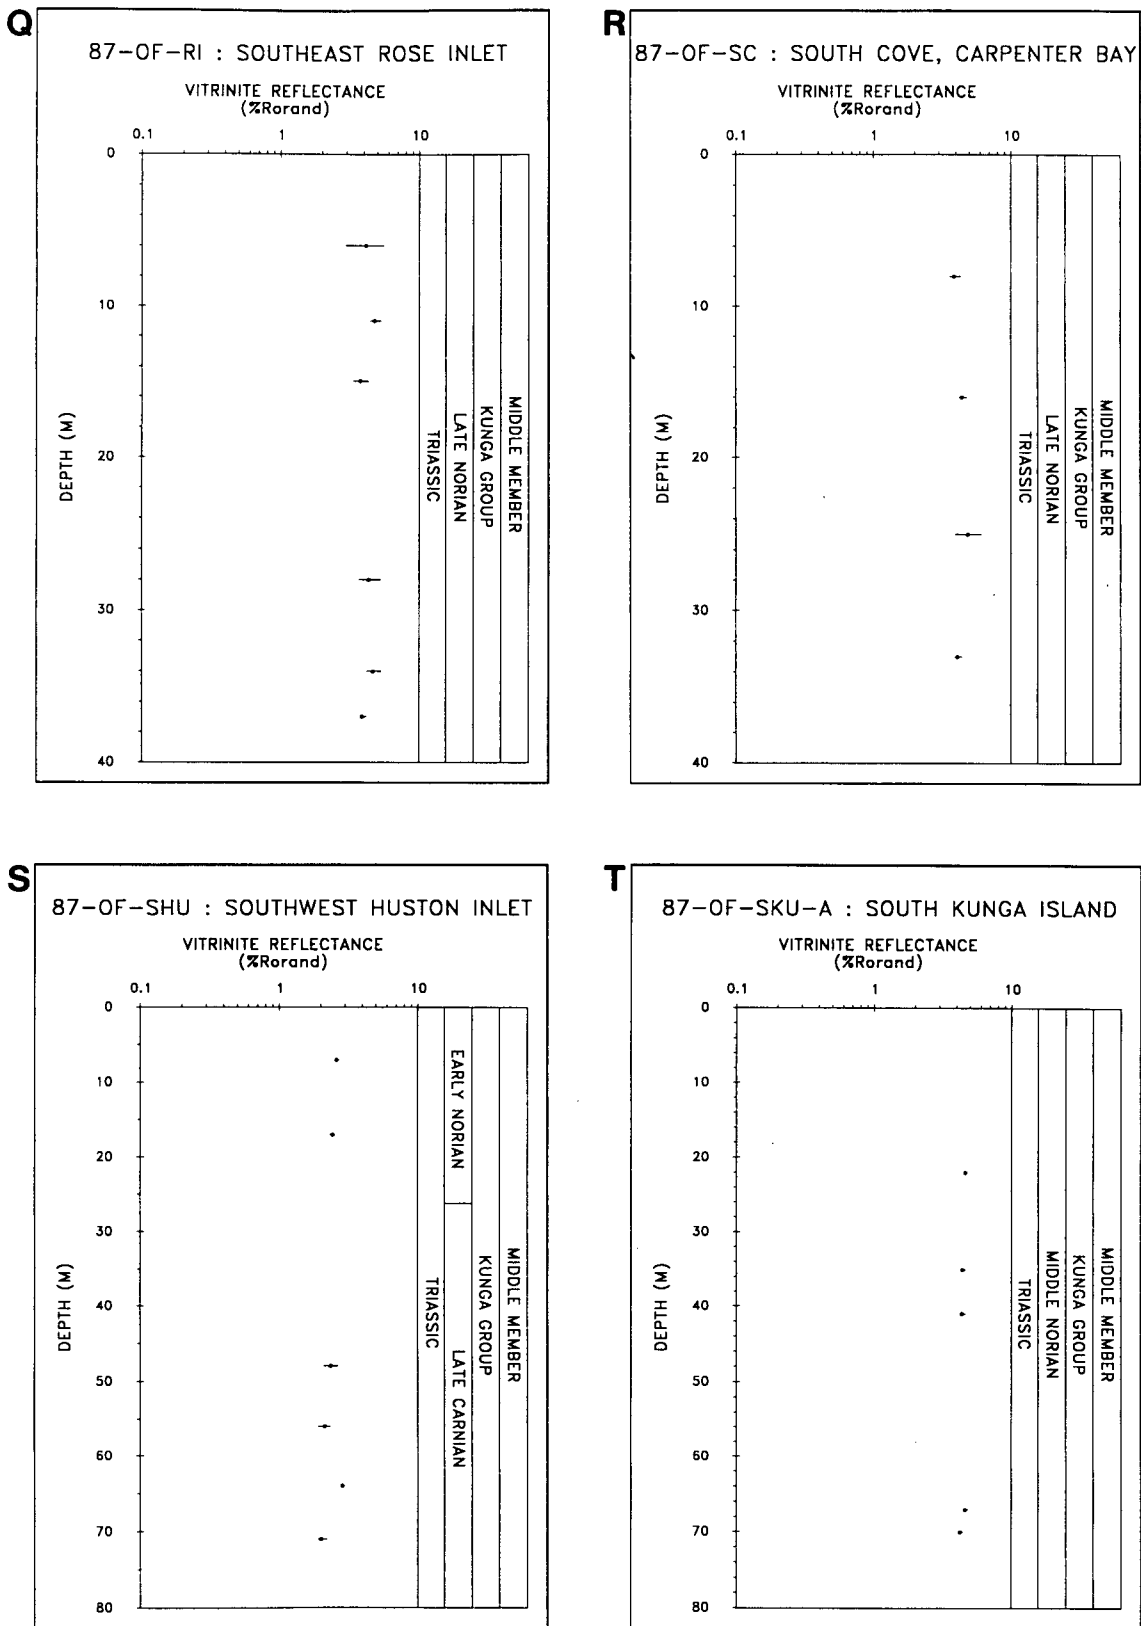 Q
87-OF-RI : SOUTHEAST ROSE INLET
VITRINITE REFLECTANCE
(%Rorand)
0.1 1 10
0
10
20
30
40
DEPTH (M)
TRIASSIC
LATE NORIAN
KUNGA GROUP
MIDDLE MEMBER
R
87-OF-SC : SOUTH COVE, CARPENTER BAY
VITRINITE REFLECTANCE
(%Rorand)
0.1 1 10
0
10
20
30
40
DEPTH (M)
TRIASSIC
LATE NORIAN
KUNGA GROUP
MIDDLE MEMBER
S
87-OF-SHU : SOUTHWEST HUSTON INLET
VITRINITE REFLECTANCE
(%Rorand)
0.1 1 10
0
10
20
30
40
50
60
70
80
DEPTH (M)
TRIASSIC
EARLY NORIAN
LATE CARNIAN
KUNGA GROUP
MIDDLE MEMBER
T
87-OF-SKU-A : SOUTH KUNGA ISLAND
VITRINITE REFLECTANCE
(%Rorand)
0.1 1 10
0
10
20
30
40
50
60
70
80
DEPTH (M)
TRIASSIC
MIDDLE NORIAN
KUNGA GROUP
MIDDLE MEMBER